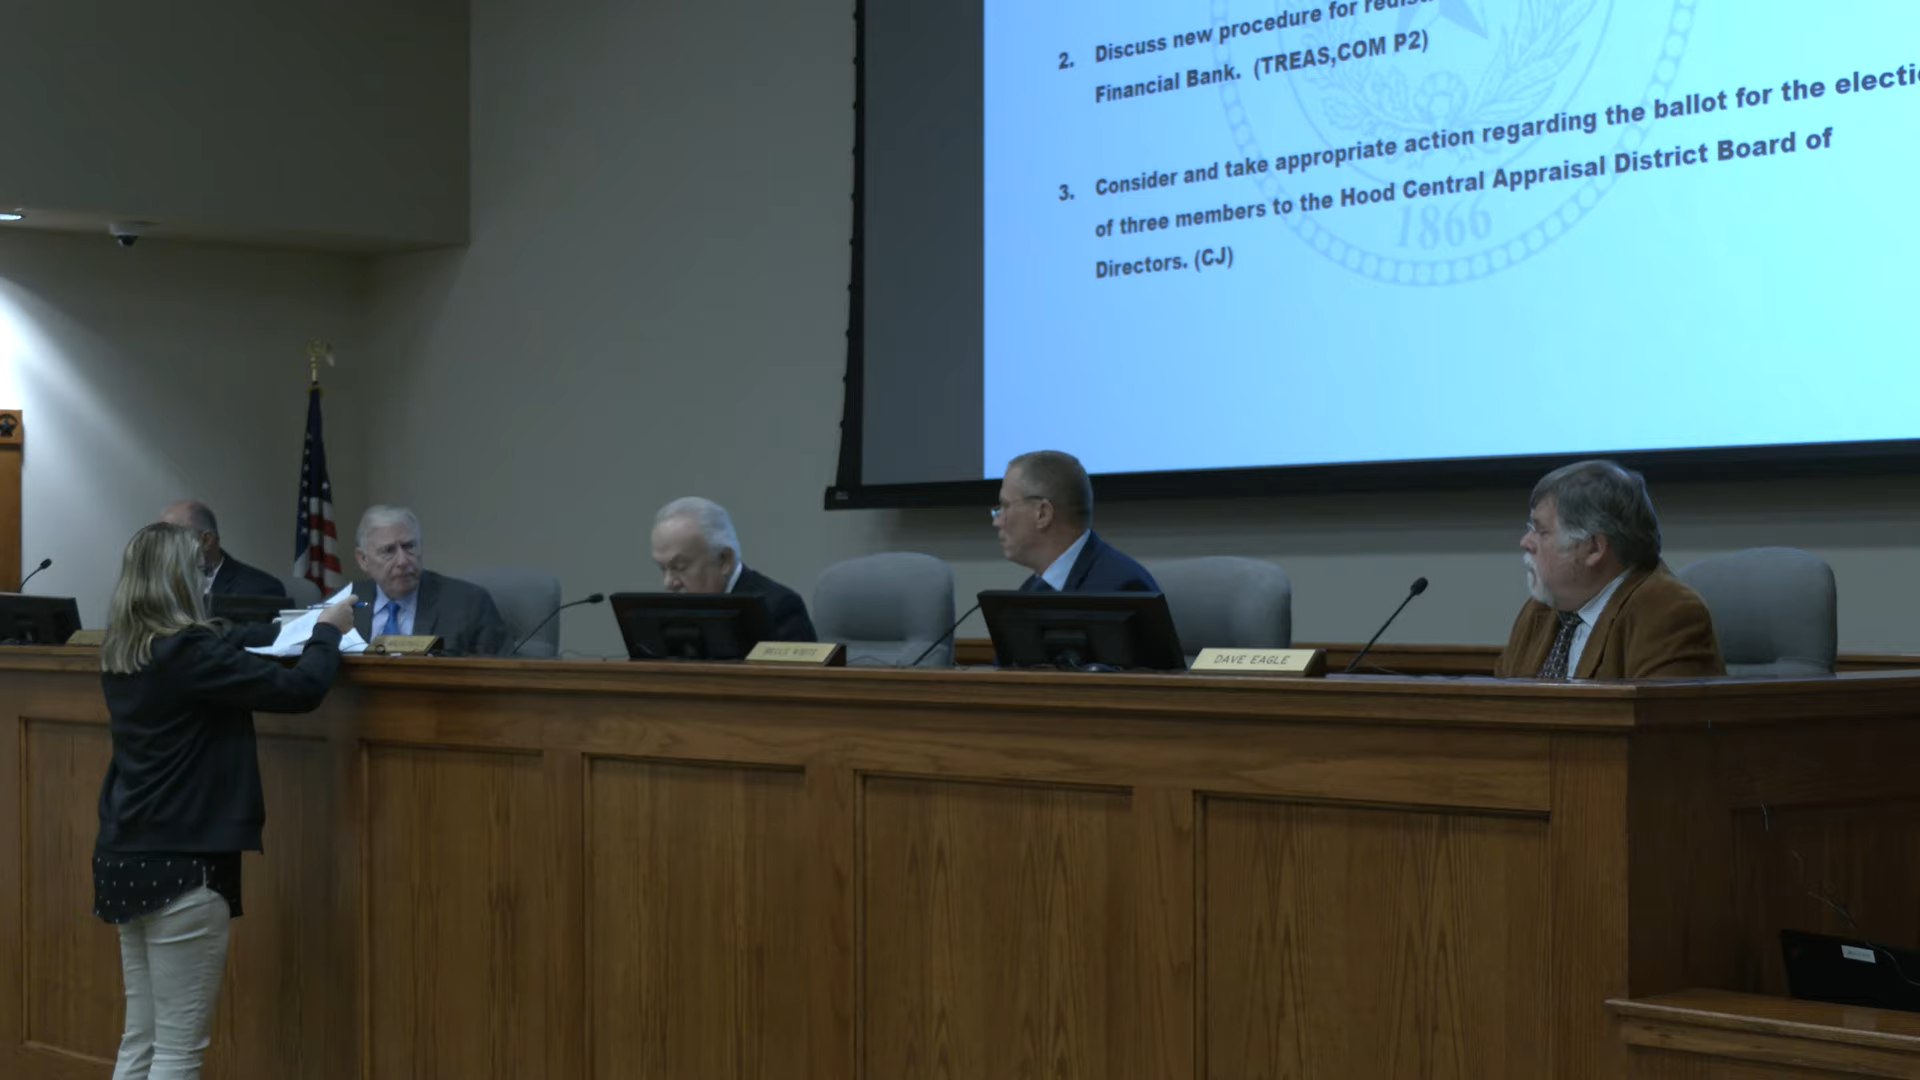 2. Discuss new procedure for
Financial Bank. (TREAS,COM P2)
3. Consider and take appropriate action regarding the ballot for the electi
of three members to the Hood Central Appraisal District Board of
Directors. (CJ)
1866
DAVE EAGLE